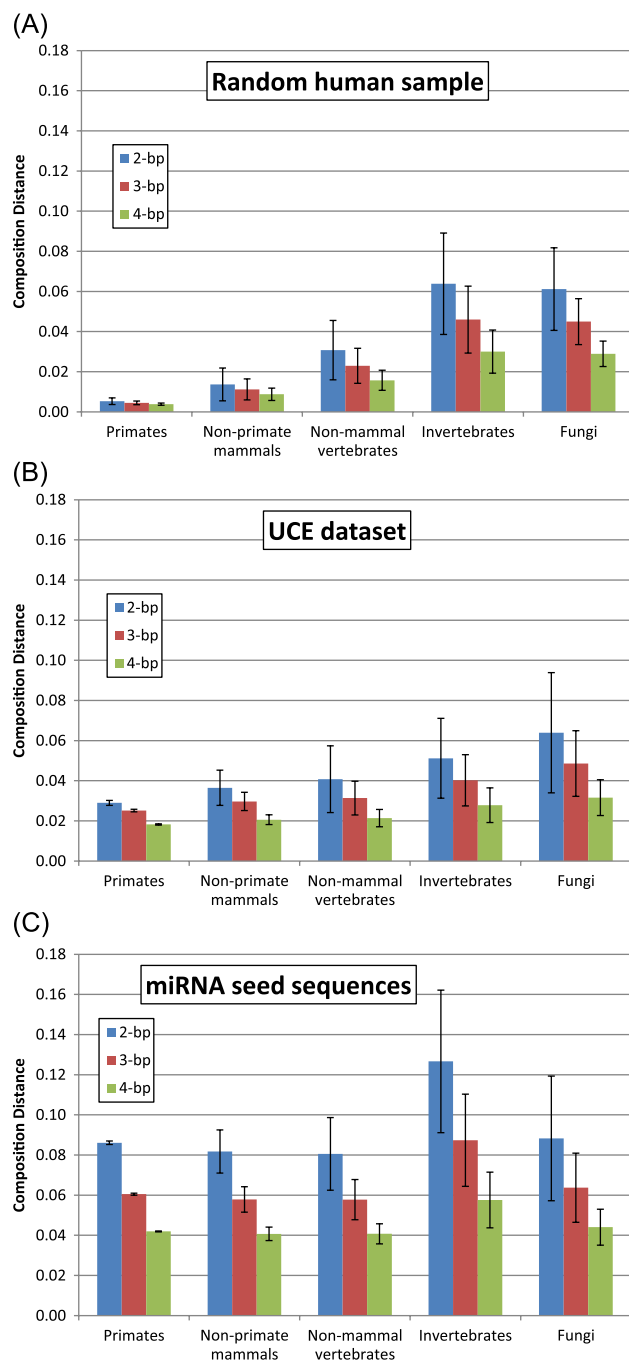 (A)
0.18
Random human sample
0.16
0.14
0.12
2-bp
3-bp
4-bp
0.10
0.08
0.06
0.04
0.02
0.00
Composition Distance
Primates
Non-primate mammals
Non-mammal vertebrates
Invertebrates
Fungi
(B)
0.18
UCE dataset
0.16
0.14
0.12
2-bp
3-bp
4-bp
0.10
0.08
0.06
0.04
0.02
0.00
Composition Distance
Primates
Non-primate mammals
Non-mammal vertebrates
Invertebrates
Fungi
(C)
0.18
miRNA seed sequences
0.16
0.14
2-bp
3-bp
4-bp
0.12
0.10
0.08
0.06
0.04
0.02
0.00
Composition Distance
Primates
Non-primate mammals
Non-mammal vertebrates
Invertebrates
Fungi